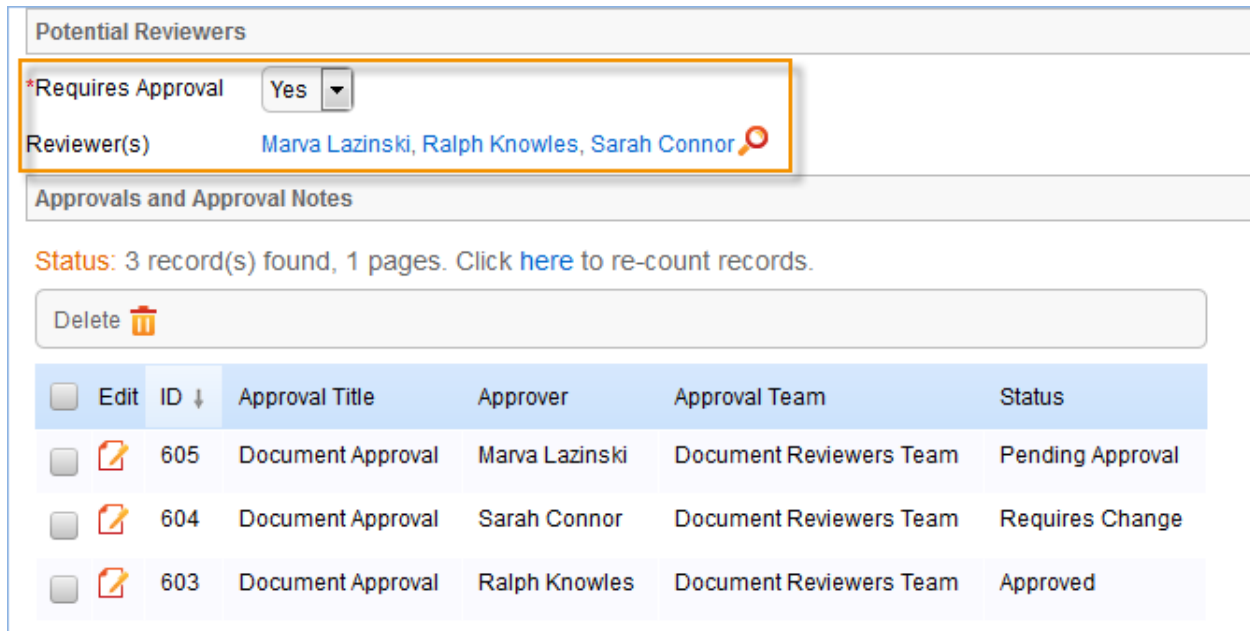 Potential Reviewers
*Requires Approval Yes
Reviewer(s) Marva Lazinski, Ralph Knowles, Sarah Connor
Approvals and Approval Notes
Status: 3 record(s) found, 1 pages. Click here to re-count records.
Delete
Edit ID Approval Title Approver Approval Team Status
605 Document Approval Marva Lazinski Document Reviewers Team Pending Approval
604 Document Approval Sarah Connor Document Reviewers Team Requires Change
603 Document Approval Ralph Knowles Document Reviewers Team Approved